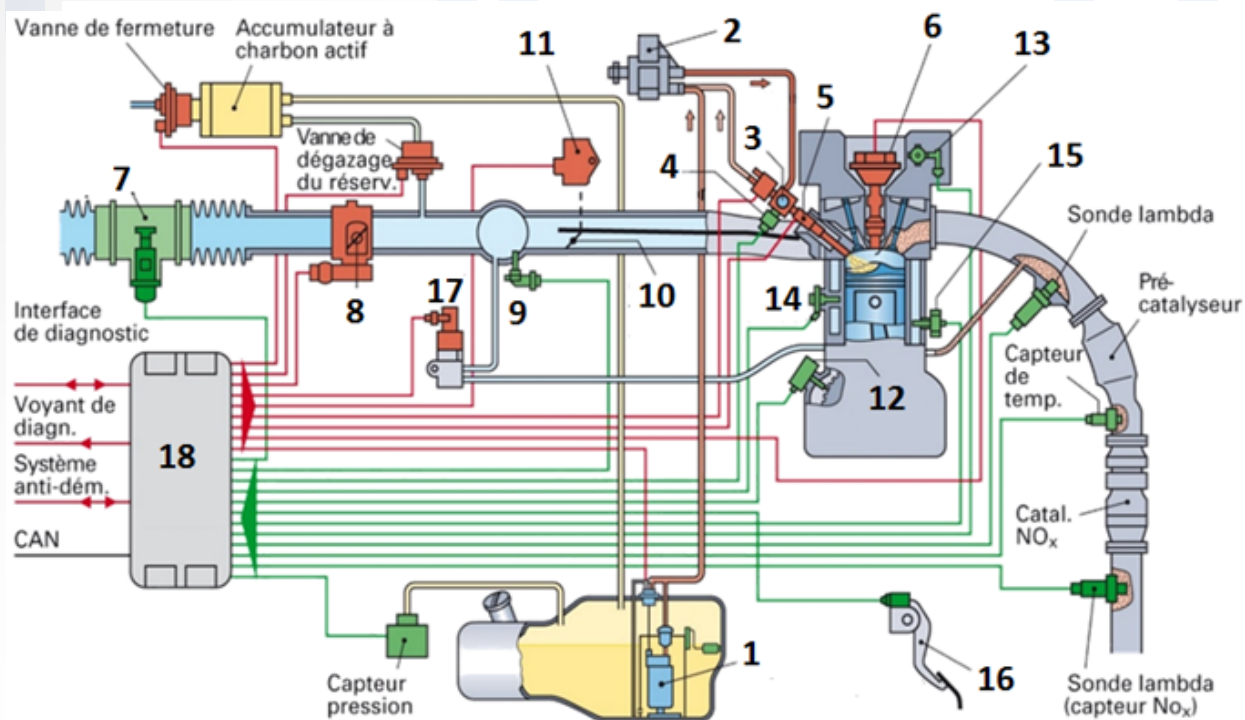 Vanne de fermeture
Accumulateur à
charbon actif
11
2
6
13
5
Vanne de
dégazage
du réserv.
3
4
15
7
Sonde lambda
8
17
9
10
14
Pré-
catalyseur
Interface
de diagnostic
Capteur
de
temp.
12
Voyant de
diagn.
18
Système
anti-dém.
Catal.
NOx
CAN
1
16
Capteur
pression
Sonde lambda
(capteur Nox)